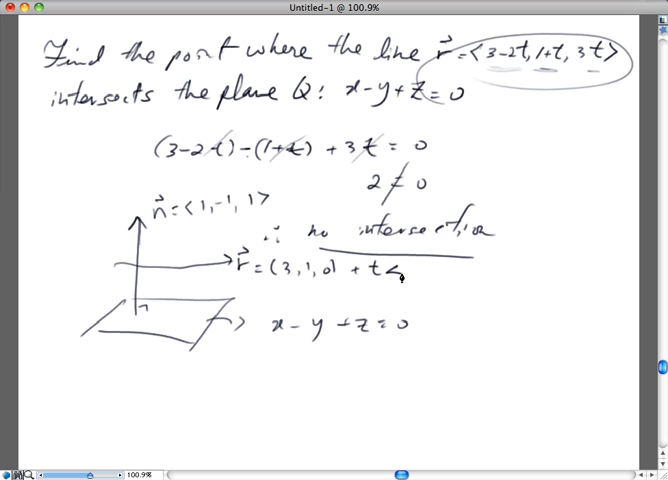 Untitled-1 @ 100.9%
Find the point where the line r⃗ = <3-2t, 1+t, 3t>
intersects the plane Q: x-y+z=0
(3-2t) - (1+t) + 3t = 0
2 ≠ 0
n⃗ = <1, -1, 1>
∴ no intersection
r⃗ = (3, 1, 0) + t<
x - y + z = 0
100.9%